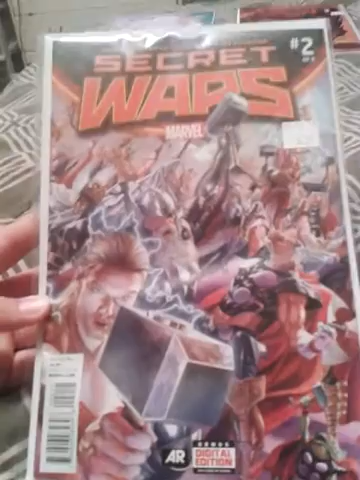 SECRET
#2
WARS
MARVEL
AR
DIGITAL
EDITION